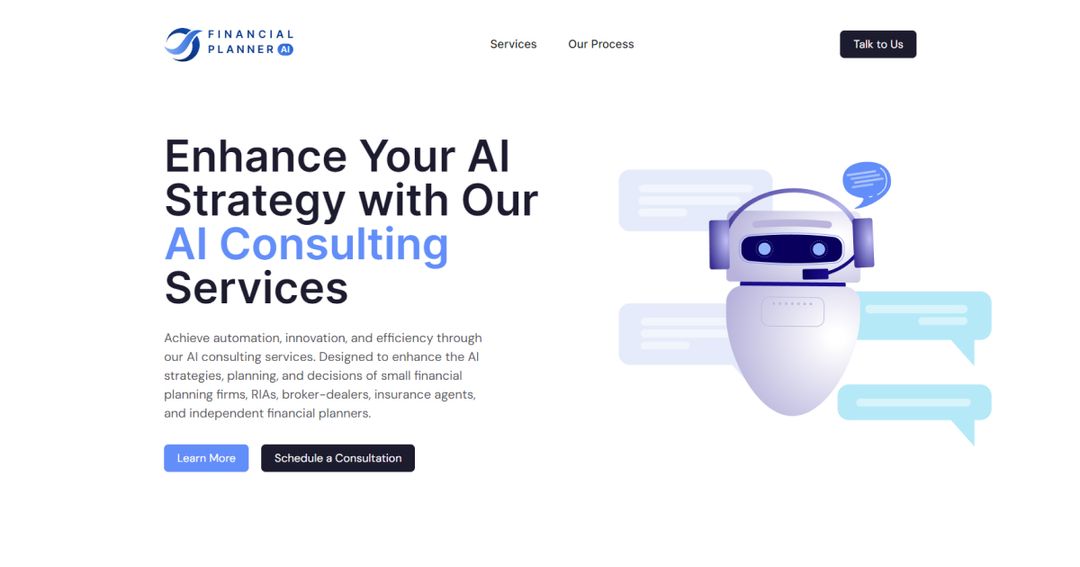 FINANCIAL
PLANNER AI
Services
Our Process
Talk to Us
Enhance Your AI
Strategy with Our
AI Consulting
Services
Achieve automation, innovation, and efficiency through
our AI consulting services. Designed to enhance the AI
strategies, planning, and decisions of small financial
planning firms, RIAs, broker-dealers, insurance agents,
and independent financial planners.
Learn More
Schedule a Consultation